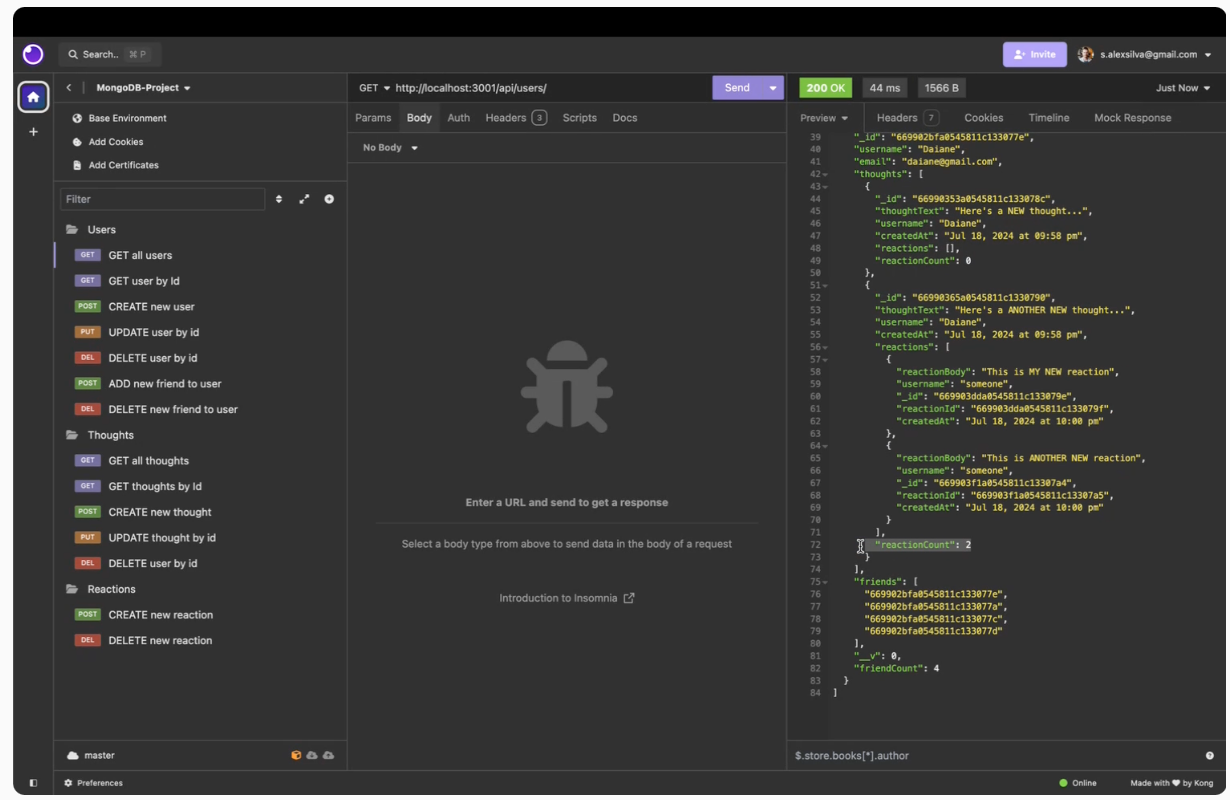 Search.. ⌘ P
Invite
s.alexsilva@gmail.com
MongoDB-Project
Base Environment
Add Cookies
Add Certificates
Filter
Users
GET GET all users
GET GET user by Id
POST CREATE new user
PUT UPDATE user by id
DEL DELETE user by id
POST ADD new friend to user
DEL DELETE new friend to user
Thoughts
GET GET all thoughts
GET GET thoughts by Id
POST CREATE new thought
PUT UPDATE thought by id
DEL DELETE user by id
Reactions
POST CREATE new reaction
DEL DELETE new reaction
master
Preferences
GET http://localhost:3001/api/users/ Send
Params Body Auth Headers 3 Scripts Docs
No Body
Enter a URL and send to get a response
Select a body type from above to send data in the body of a request
Introduction to Insomnia
200 OK 44 ms 1566 B Just Now
Preview Headers 7 Cookies Timeline Mock Response
39 "_id": "669902bfa0545811c133077e",
40 "username": "Daiane",
41 "email": "daiane@gmail.com",
42 "thoughts": [
43 {
44 "_id": "66990353a0545811c133078c",
45 "thoughtText": "Here's a NEW thought...",
46 "username": "Daiane",
47 "createdAt": "Jul 18, 2024 at 09:58 pm",
48 "reactions": [],
49 "reactionCount": 0
50 },
51 {
52 "_id": "66990365a0545811c1330790",
53 "thoughtText": "Here's a ANOTHER NEW thought...",
54 "username": "Daiane",
55 "createdAt": "Jul 18, 2024 at 09:58 pm",
56 "reactions": [
57 {
58 "reactionBody": "This is MY NEW reaction",
59 "username": "someone",
60 "_id": "669903dda0545811c133079e",
61 "reactionId": "669903dda0545811c133079f",
62 "createdAt": "Jul 18, 2024 at 10:00 pm"
63 },
64 {
65 "reactionBody": "This is ANOTHER NEW reaction",
66 "username": "someone",
67 "_id": "669903f1a0545811c13307a4",
68 "reactionId": "669903f1a0545811c13307a5",
69 "createdAt": "Jul 18, 2024 at 10:00 pm"
70 }
71 ],
72 "reactionCount": 2
73 }
74 ],
75 "friends": [
76 "669902bfa0545811c133077e",
77 "669902bfa0545811c133077a",
78 "669902bfa0545811c133077c",
79 "669902bfa0545811c133077d"
80 ],
81 "__v": 0,
82 "friendCount": 4
83 }
84 ]
$.store.books[*].author
Online Made with ♥ by Kong